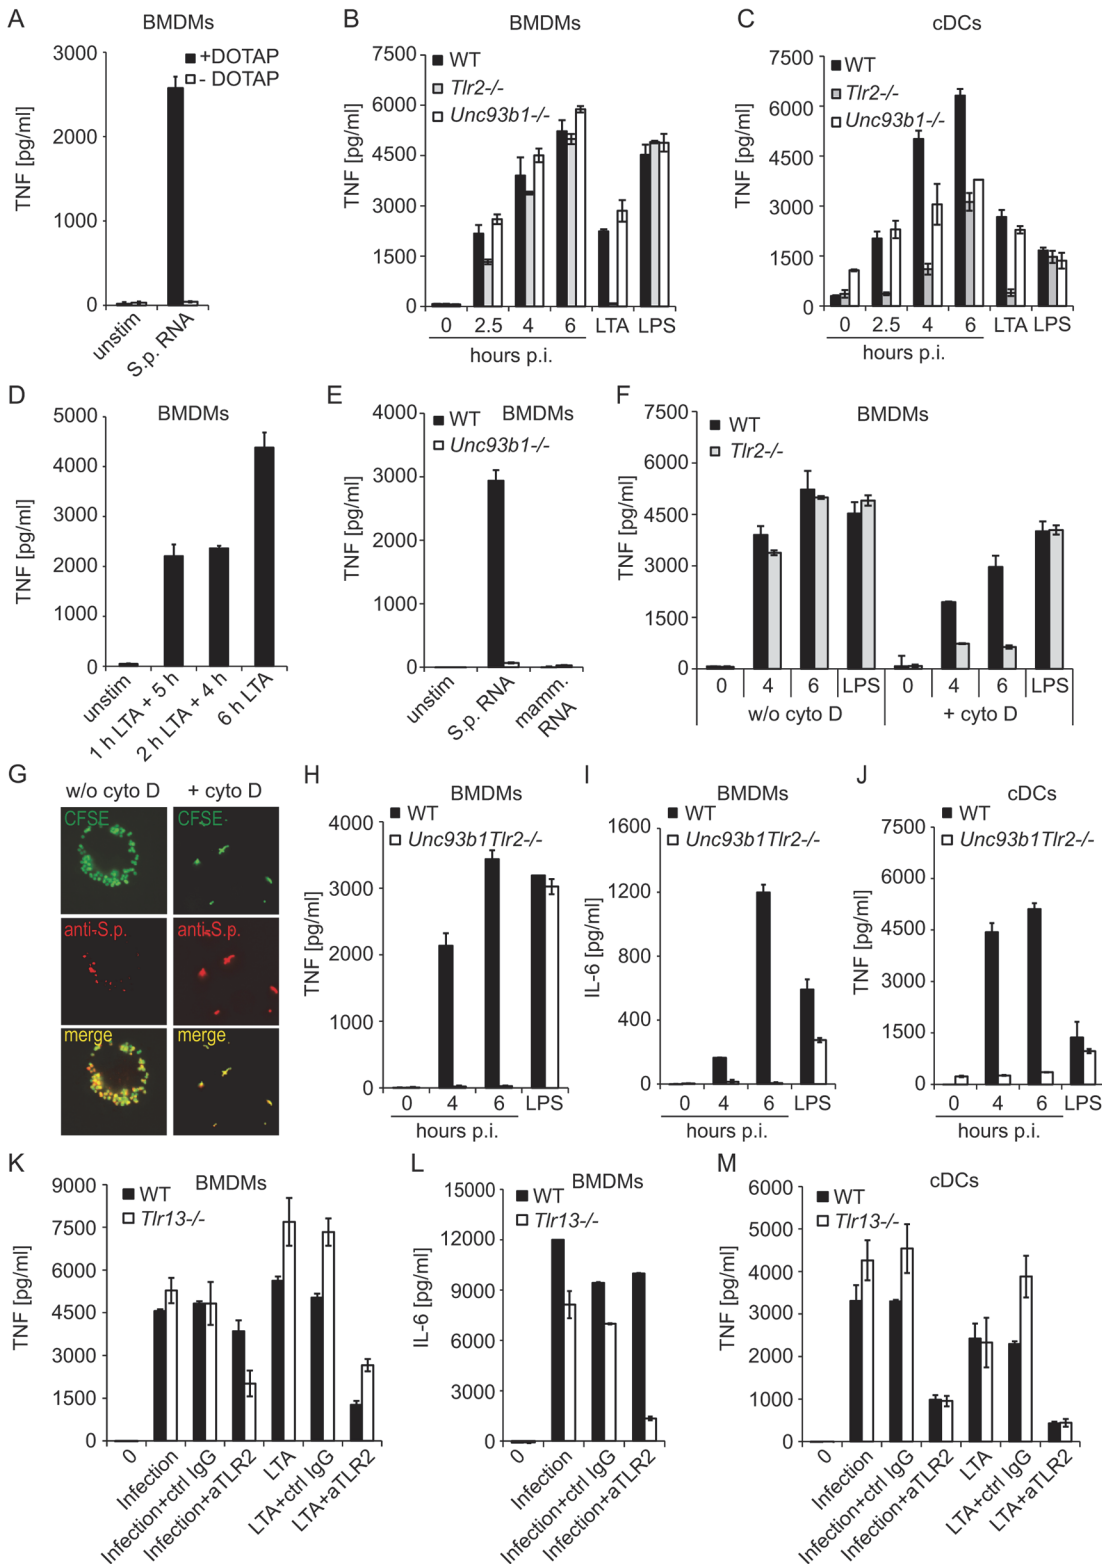 A
BMDMs
TNF [pg/ml]
3000
2000
1000
0
+DOTAP
- DOTAP
unstim
S.p. RNA
B
BMDMs
TNF [pg/ml]
7500
6000
4500
3000
1500
0
WT
Tlr2-/-
Unc93b1-/-
0 2.5 4 6 LTA LPS
hours p.i.
C
cDCs
TNF [pg/ml]
7500
6000
4500
3000
1500
0
WT
Tlr2-/-
Unc93b1-/-
0 2.5 4 6 LTA LPS
hours p.i.
D
BMDMs
TNF [pg/ml]
5000
4000
3000
2000
1000
0
unstim
1 h LTA + 5 h
2 h LTA + 4 h
6 h LTA
E
BMDMs
TNF [pg/ml]
4000
3000
2000
1000
0
WT
Unc93b1-/-
unstim
S.p. RNA
mamm.
RNA
F
BMDMs
TNF [pg/ml]
7500
6000
4500
3000
1500
0
WT
Tlr2-/-
0 4 6 LPS 0 4 6 LPS
w/o cyto D + cyto D
G
w/o cyto D + cyto D
CFSE CFSE
anti-S.p. anti-S.p.
merge merge
H
BMDMs
TNF [pg/ml]
4000
3000
2000
1000
0
WT
Unc93b1Tlr2-/-
0 4 6 LPS
hours p.i.
I
BMDMs
IL-6 [pg/ml]
1600
1200
800
400
0
WT
Unc93b1Tlr2-/-
0 4 6 LPS
hours p.i.
J
cDCs
TNF [pg/ml]
7500
6000
4500
3000
1500
0
WT
Unc93b1Tlr2-/-
0 4 6 LPS
hours p.i.
K
BMDMs
TNF [pg/ml]
9000
7500
6000
4500
3000
1500
0
WT
Tlr13-/-
0
Infection
Infection+ctrl IgG
Infection+aTLR2
LTA
LTA+ctrl IgG
LTA+aTLR2
L
BMDMs
IL-6 [pg/ml]
15000
12000
9000
6000
3000
0
WT
Tlr13-/-
0
Infection
Infection+ctrl IgG
Infection+aTLR2
M
cDCs
TNF [pg/ml]
6000
5000
4000
3000
2000
1000
0
WT
Tlr13-/-
0
Infection
Infection+ctrl IgG
Infection+aTLR2
LTA
LTA+ctrl IgG
LTA+aTLR2